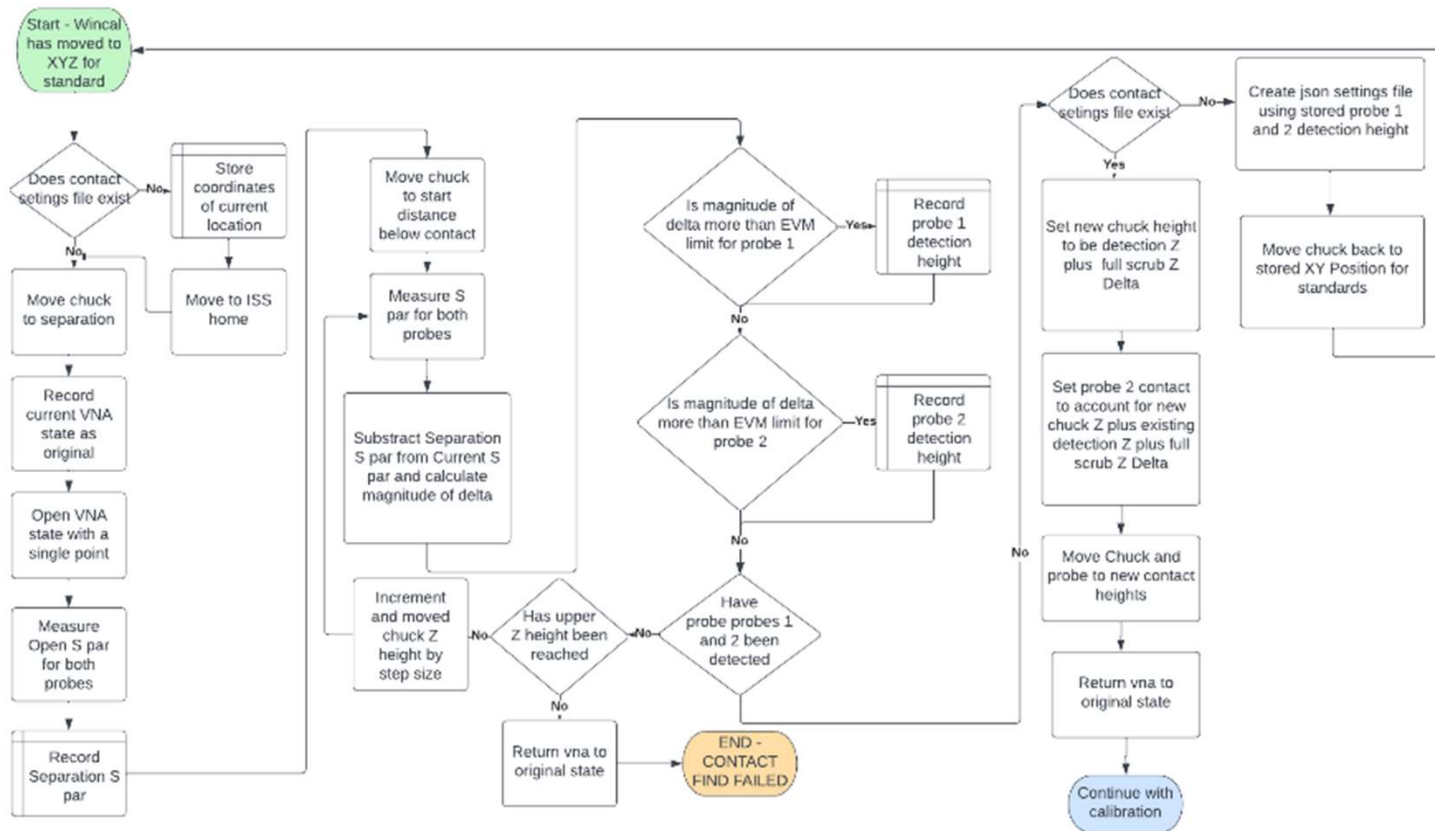 Start - Wincal
has moved to
XYZ for
standard
Does contact
setings file exist
No
Store
coordinates
of current
location
No
Move chuck
to separation
Move to ISS
home
Record
current VNA
state as
original
Open VNA
state with a
single point
Measure
Open S par
for both
probes
Record
Separation S
par
Move chuck
to start
distance
below contact
Measure S
par for both
probes
Substract Separation
S par from Current S
par and calculate
magnitude of delta
Increment
and moved
chuck Z
height by
step size
No
Has upper
Z height been
reached
No
No
Return vna to
original state
END -
CONTACT
FIND FAILED
Is magnitude of
delta more than EVM
limit for probe 1
Yes
Record
probe 1
detection
height
No
Is magnitude of delta
more than EVM limit for
probe 2
Yes
Record
probe 2
detection
height
No
Have
probe probes 1
and 2 been
detected
No
Does contact
setings file exist
No
Create json settings file
using stored probe 1
and 2 detection height
Yes
Set new chuck height
to be detection Z
plus full scrub Z
Delta
Move chuck back to
stored XY Position for
standards
Set probe 2 contact
to account for new
chuck Z plus existing
detection Z plus full
scrub Z Delta
Move Chuck and
probe to new contact
heights
Return vna to
original state
Continue with
calibration